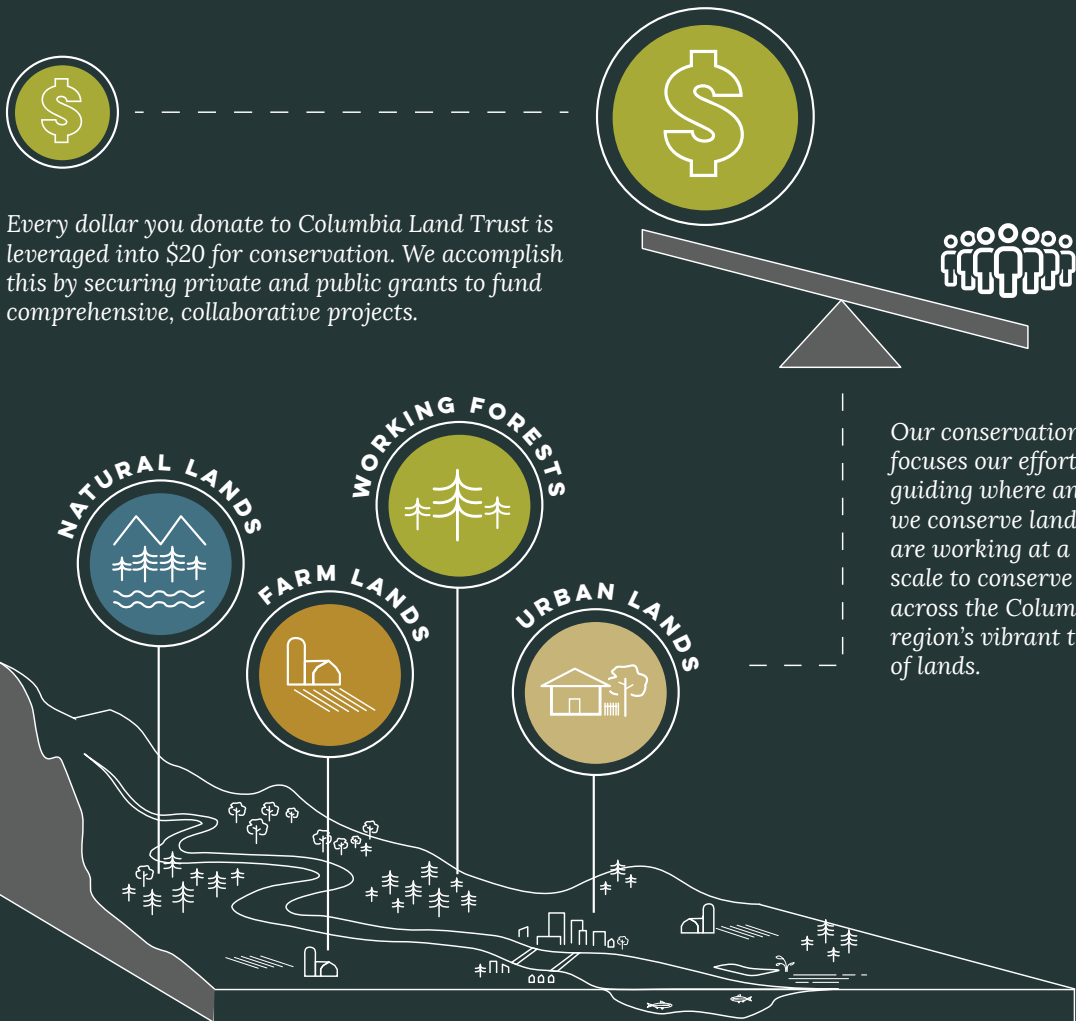 $
$
Every dollar you donate to Columbia Land Trust is
leveraged into $20 for conservation. We accomplish
this by securing private and public grants to fund
comprehensive, collaborative projects.
WORKING FORESTS
NATURAL LANDS
FARM LANDS
URBAN LANDS
Our conservation
focuses our effort
guiding where an
we conserve land
are working at a
scale to conserve
across the Colum
region's vibrant t
of lands.